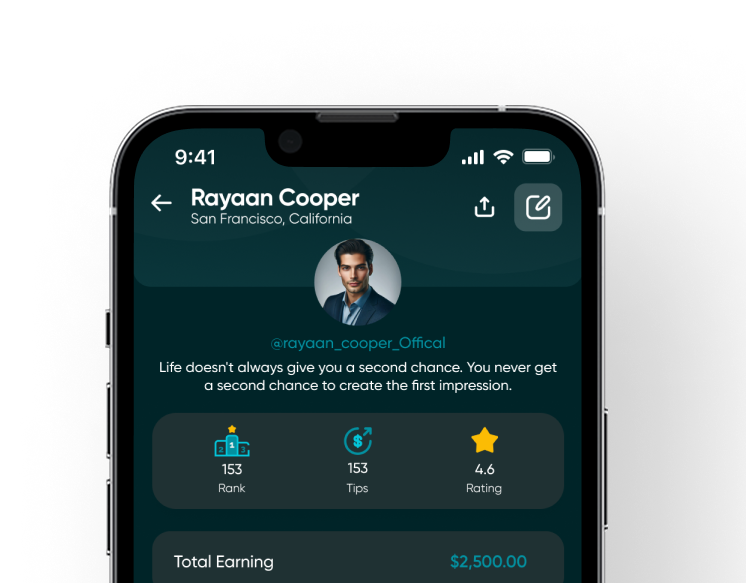 9:41
Rayaan Cooper
San Francisco, California
@rayaan_cooper_Offical
Life doesn't always give you a second chance. You never get
a second chance to create the first impression.
2 1 3
$
153 153 4.6
Rank Tips Rating
Total Earning $2,500.00